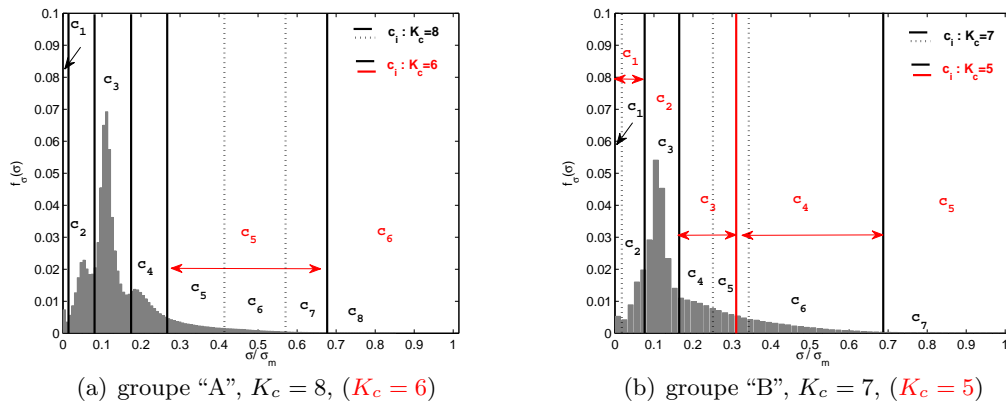 0.1
0.09
0.08
0.07
0.06
0.05
0.04
0.03
0.02
0.01
0
f_σ(σ)
c_1
c_3
c_i : K_c=8
c_i : K_c=6
c_2
c_4
c_5
c_6
c_5
c_6
c_7
c_8
0 0.1 0.2 0.3 0.4 0.5 0.6 0.7 0.8 0.9 1
σ/σ_m
(a) groupe “A”, K_c = 8, (K_c = 6)
0.1
0.09
0.08
0.07
0.06
0.05
0.04
0.03
0.02
0.01
0
f_σ(σ)
c_1
c_2
c_1
c_3
c_i : K_c=7
c_i : K_c=5
c_3
c_4
c_5
c_2
c_4
c_5
c_6
c_7
0 0.1 0.2 0.3 0.4 0.5 0.6 0.7 0.8 0.9 1
σ/σ_m
(b) groupe “B”, K_c = 7, (K_c = 5)